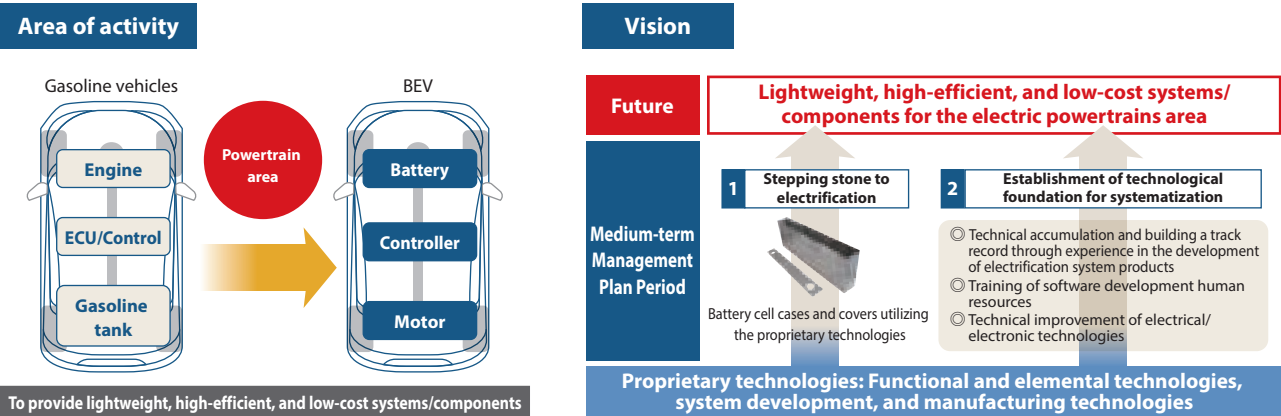 Area of activity
Gasoline vehicles
Engine
ECU/Control
Gasoline
tank
Powertrain
area
BEV
Battery
Controller
Motor
To provide lightweight, high-efficient, and low-cost systems/components
Vision
Future
Lightweight, high-efficient, and low-cost systems/
components for the electric powertrains area
Medium-term
Management
Plan Period
1
Stepping stone to
electrification
Battery cell cases and covers utilizing
the proprietary technologies
2
Establishment of technological
foundation for systematization
◎ Technical accumulation and building a track
record through experience in the development
of electrification system products
◎ Training of software development human
resources
◎ Technical improvement of electrical/
electronic technologies
Proprietary technologies: Functional and elemental technologies,
system development, and manufacturing technologies